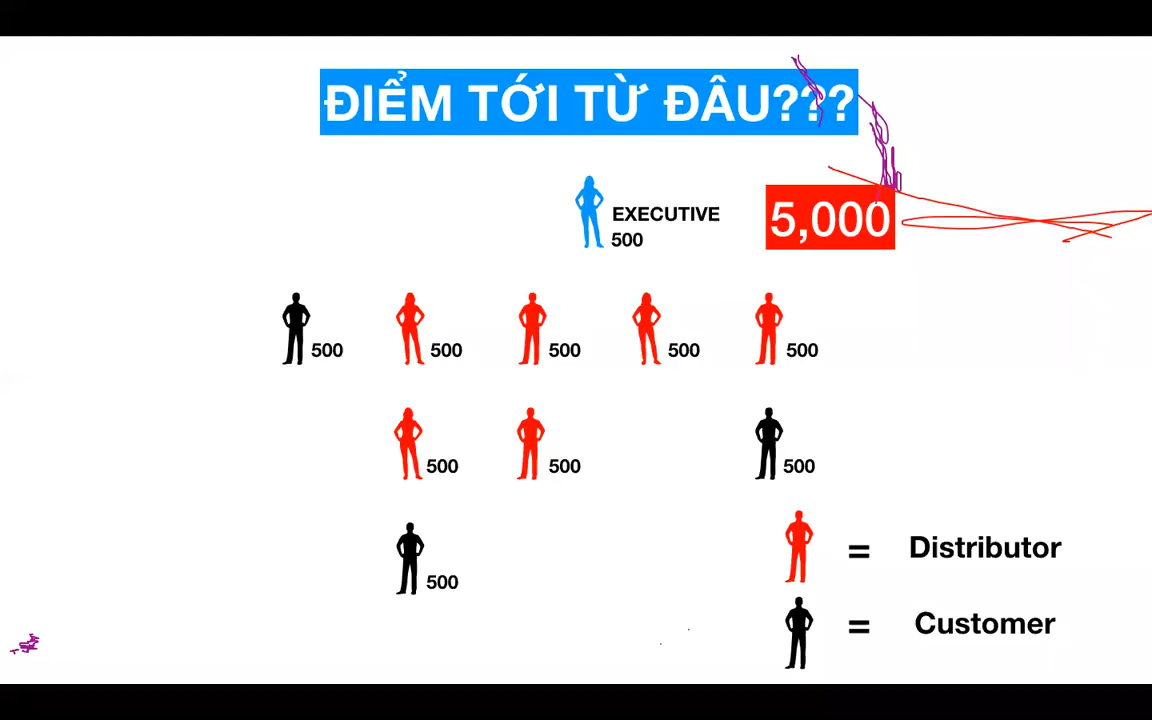 ĐIỂM TỚI TỪ ĐÂU???
EXECUTIVE
500
5,000
500 500 500 500 500
500 500 500
500
= Distributor
= Customer